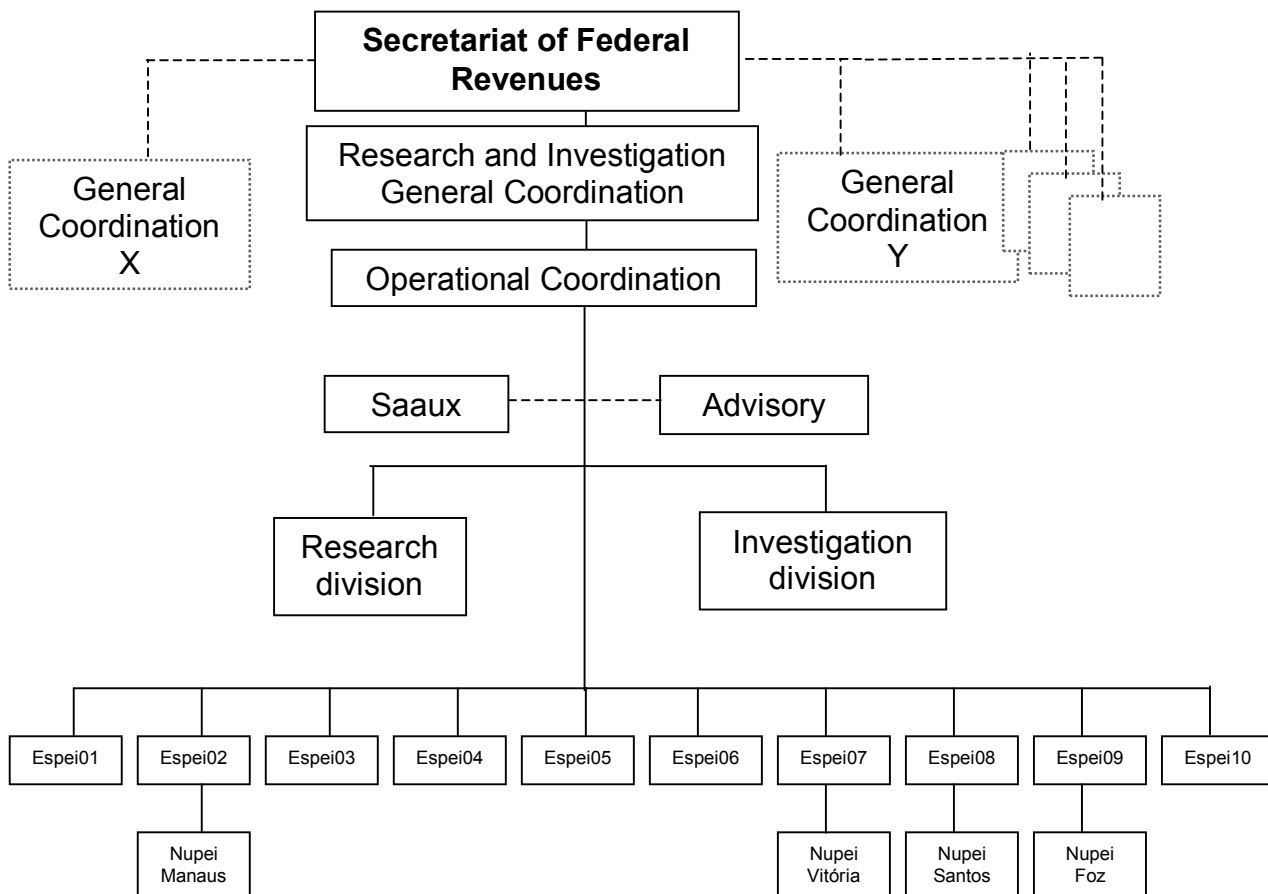 Secretariat of Federal
Revenues
Research and Investigation
General Coordination
General
Coordination
X
General
Coordination
Y
Operational Coordination
Saaux
Advisory
Research
division
Investigation
division
Espei01
Espei02
Espei03
Espei04
Espei05
Espei06
Espei07
Espei08
Espei09
Espei10
Nupei
Manaus
Nupei
Vitória
Nupei
Santos
Nupei
Foz